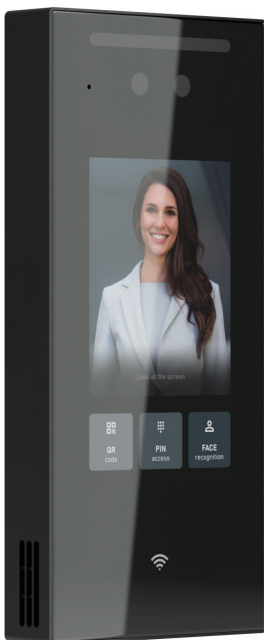 Look at the screen
QR
code
PIN
access
FACE
recognition